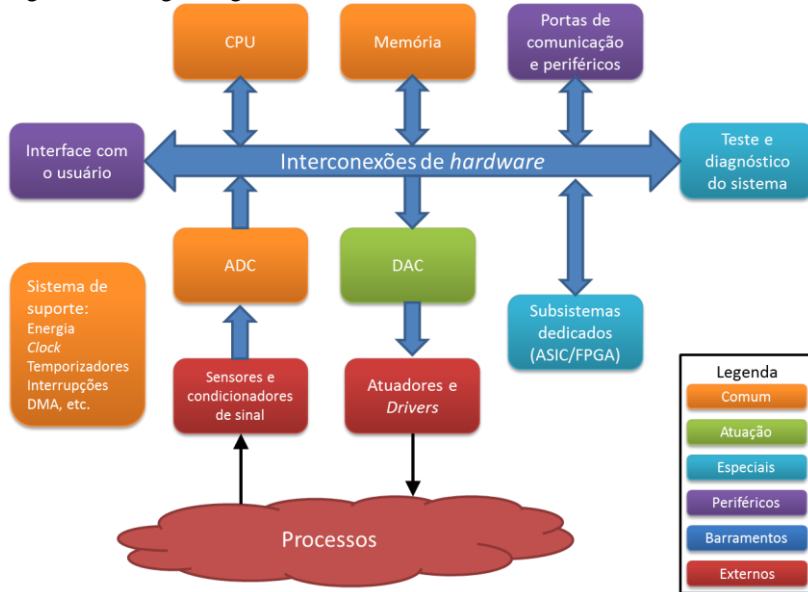 CPU
Memória
Portas de
comunicação
e periféricos
Interface com
o usuário
Interconexões de hardware
Teste e
diagnóstico
do sistema
ADC
DAC
Sistema de
suporte:
Energia
Clock
Temporizadores
Interrupções
DMA, etc.
Subsistemas
dedicados
(ASIC/FPGA)
Sensores e
condicionadores
de sinal
Atuadores e
Drivers
Processos
Legenda
Comum
Atuação
Especiais
Periféricos
Barramentos
Externos